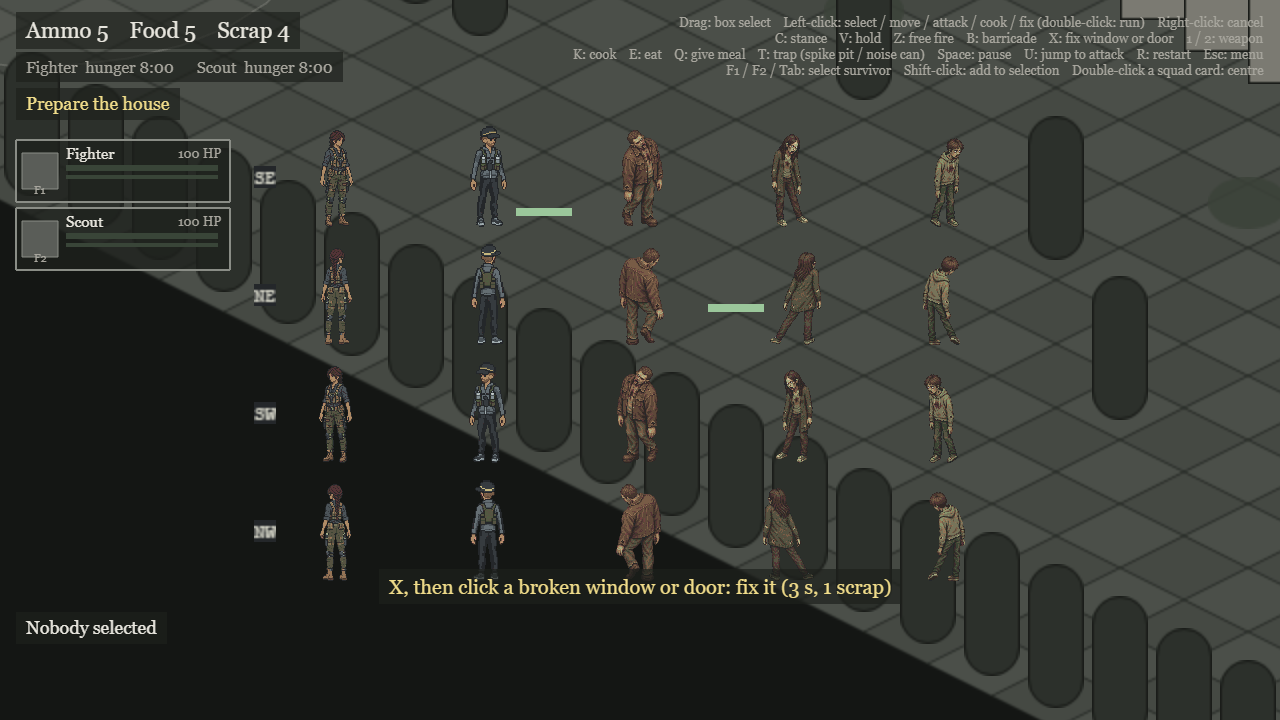 Ammo 5 Food 5 Scrap 4
Fighter hunger 8:00 Scout hunger 8:00
Prepare the house
Drag: box select Left-click: select / move / attack / cook / fix (double-click: run) Right-click: cancel
C: stance V: hold Z: free fire B: barricade X: fix window or door 1 / 2: weapon
K: cook E: eat Q: give meal T: trap (spike pit / noise can) Space: pause U: jump to attack R: restart Esc: menu
F1 / F2 / Tab: select survivor Shift-click: add to selection Double-click a squad card: centre
Fighter 100 HP
F1
Scout 100 HP
F2
SE
NE
SW
NW
X, then click a broken window or door: fix it (3 s, 1 scrap)
Nobody selected